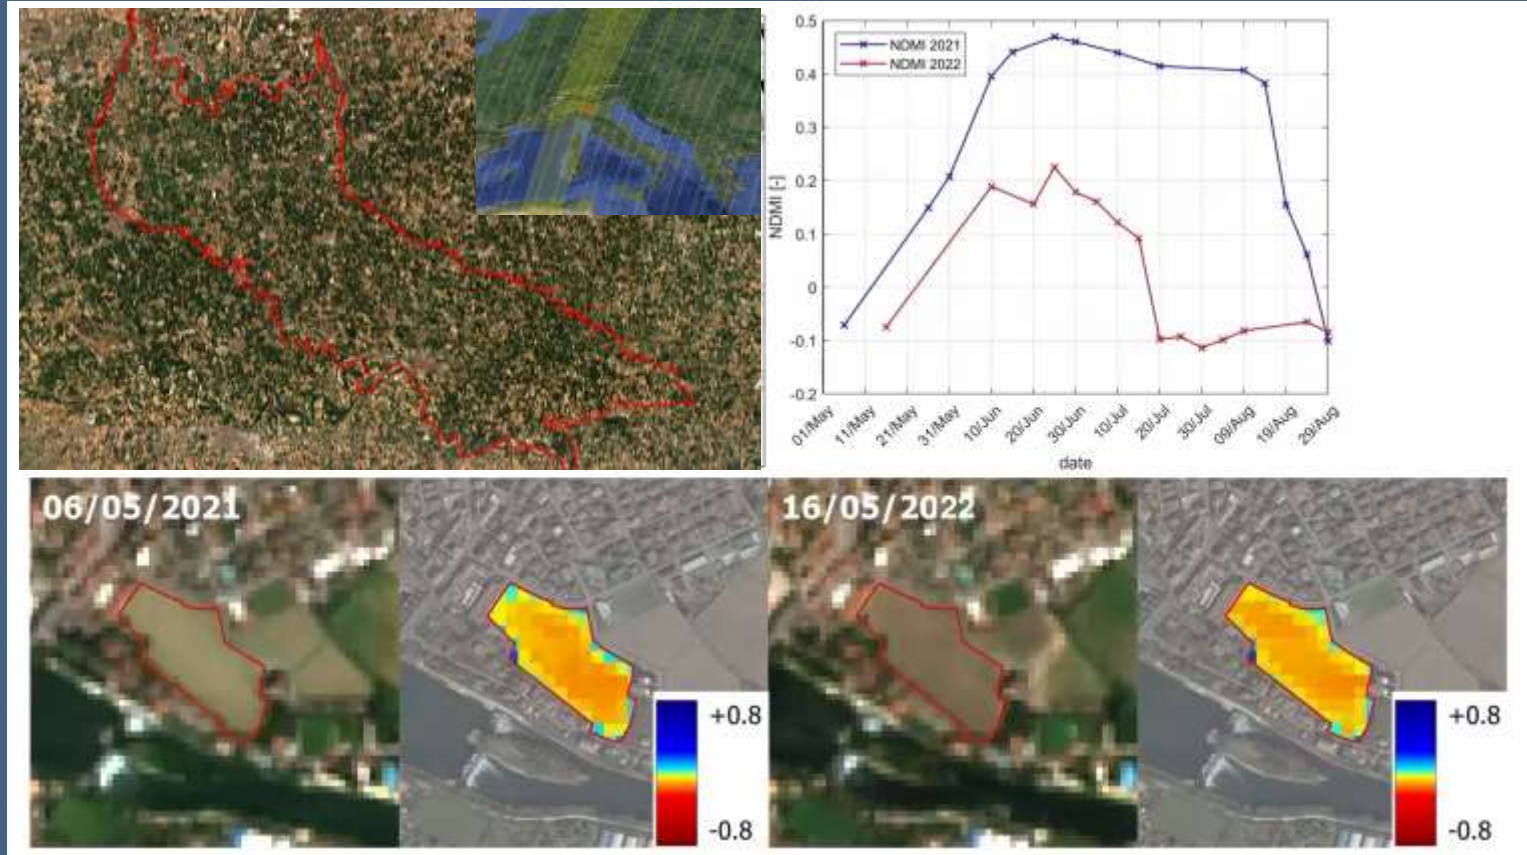 0.5
NDMI 2021
NDMI 2022
0.4
0.3
0.2
0.1
0
-0.1
-0.2
NDMI [-]
01/May
11/May
21/May
31/May
10/Jun
20/Jun
30/Jun
10/Jul
20/Jul
30/Jul
09/Aug
19/Aug
29/Aug
date
06/05/2021
+0.8
-0.8
16/05/2022
+0.8
-0.8